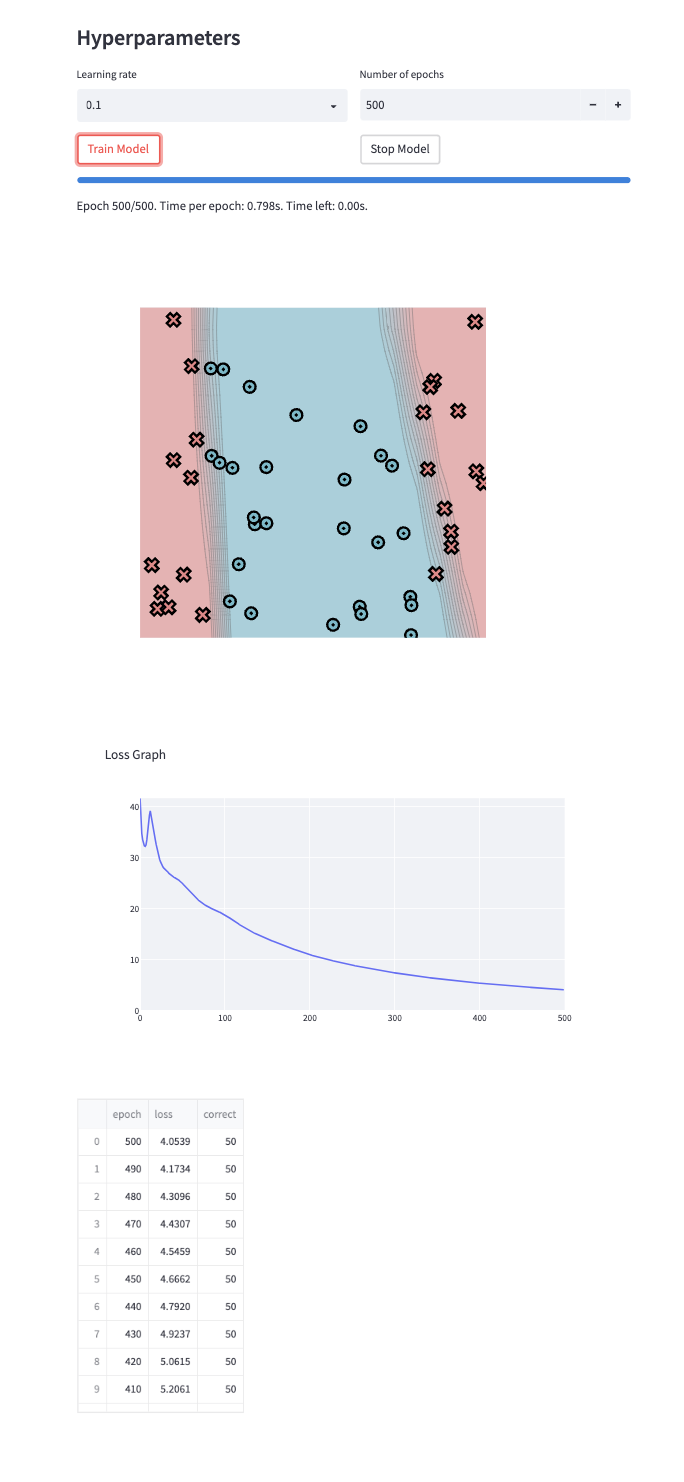 Hyperparameters
Learning rate
Number of epochs
0.1
500
− +
Train Model
Stop Model
Epoch 500/500. Time per epoch: 0.798s. Time left: 0.00s.
Loss Graph
40
30
20
10
0
0 100 200 300 400 500
epoch loss correct
0 500 4.0539 50
1 490 4.1734 50
2 480 4.3096 50
3 470 4.4307 50
4 460 4.5459 50
5 450 4.6662 50
6 440 4.7920 50
7 430 4.9237 50
8 420 5.0615 50
9 410 5.2061 50